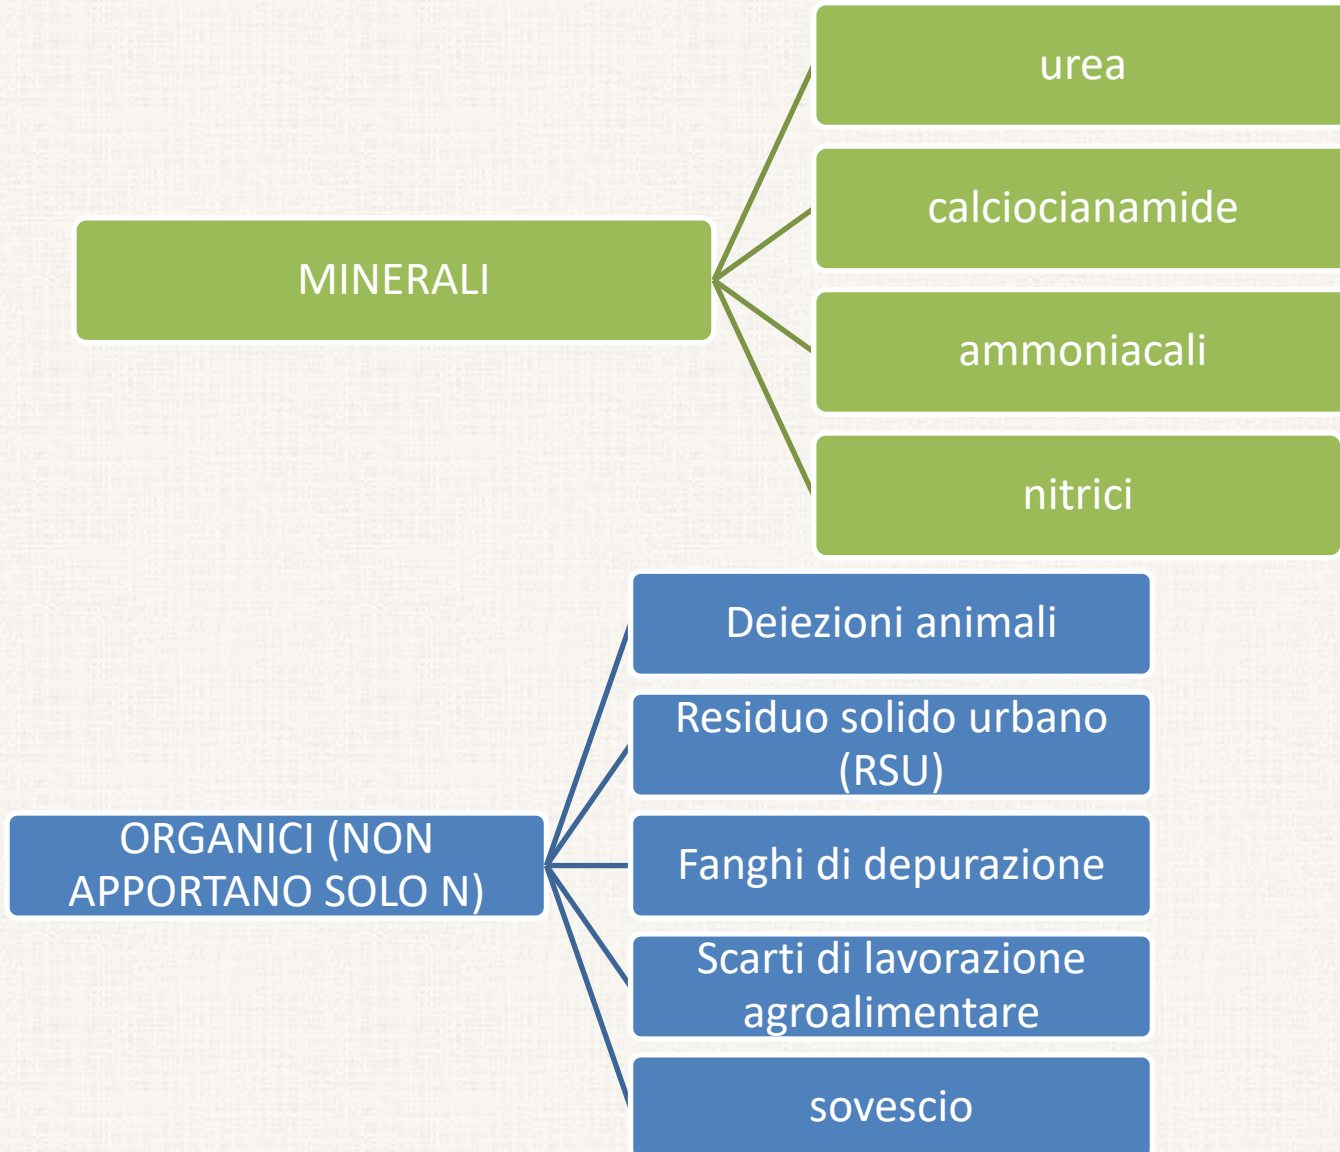 MINERALI
urea
calciocianamide
ammoniacali
nitrici
ORGANICI (NON
APPORTANO SOLO N)
Deiezioni animali
Residuo solido urbano
(RSU)
Fanghi di depurazione
Scarti di lavorazione
agroalimentare
sovescio